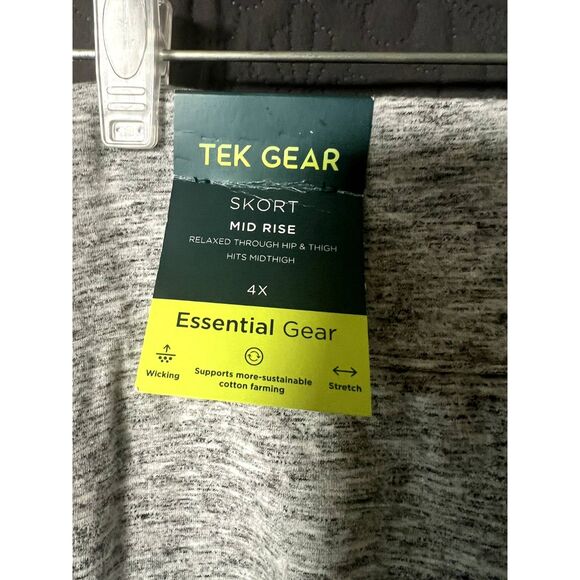 TEK GEAR
SKORT
MID RISE
RELAXED THROUGH HIP & THIGH
HITS MIDTHIGH
4X
Essential Gear
Wicking
Supports more-sustainable
cotton farming
Stretch